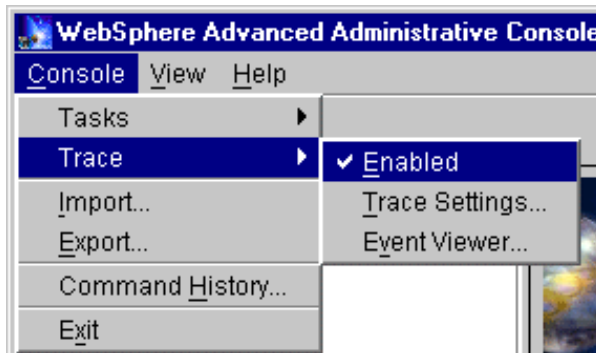 WebSphere Advanced Administrative Console
Console View Help
Tasks
Trace
Enabled
Import...
Trace Settings...
Export...
Event Viewer...
Command History...
Exit